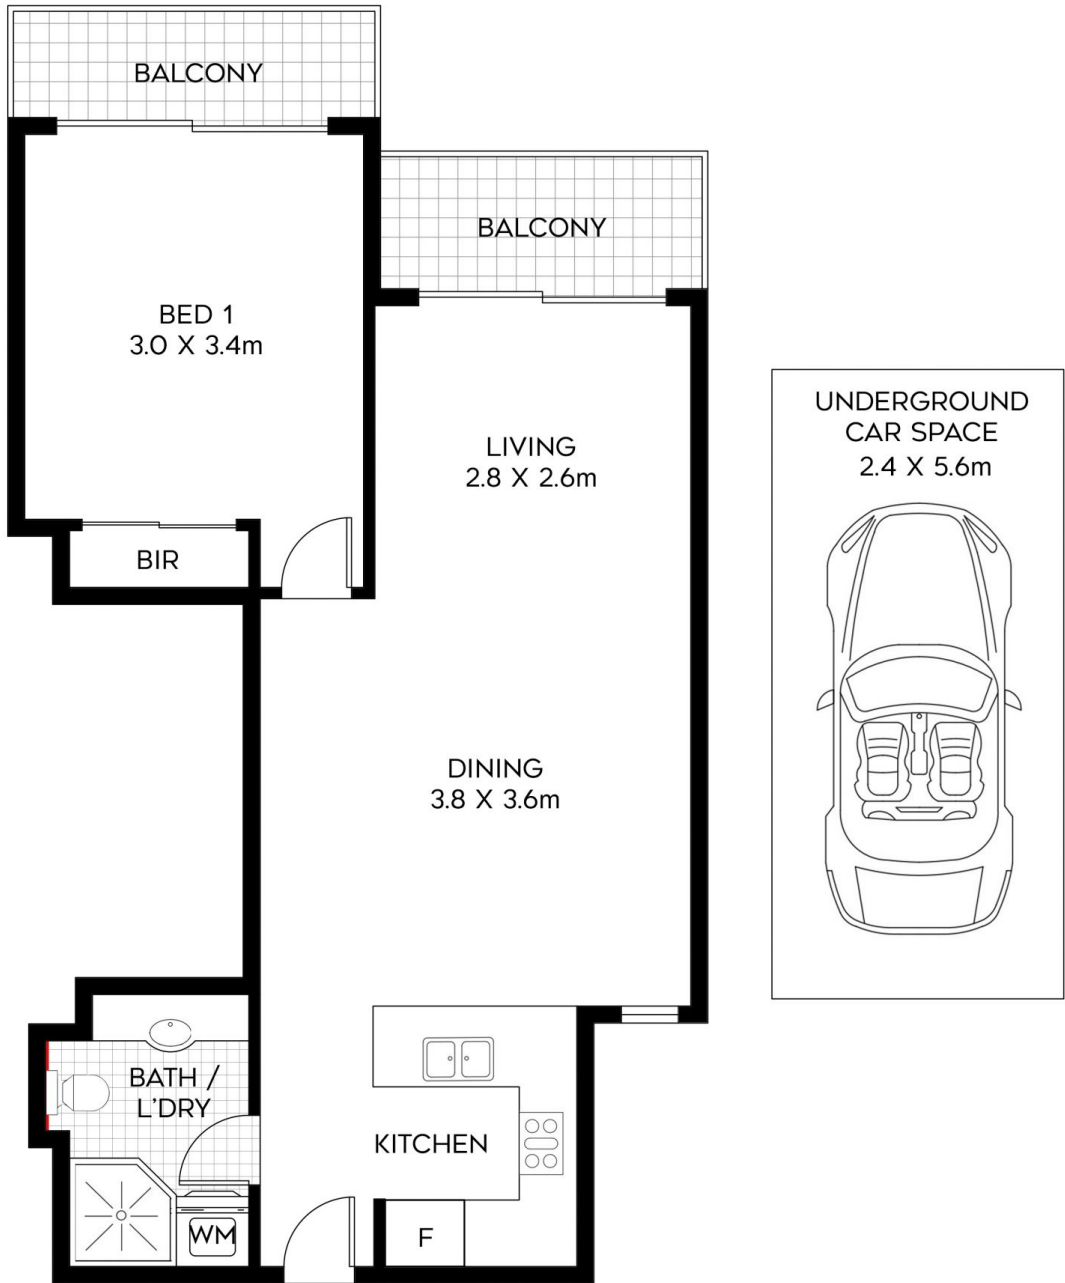 BALCONY
BALCONY
BED 1
3.0 X 3.4m
LIVING
2.8 X 2.6m
UNDERGROUND
CAR SPACE
2.4 X 5.6m
BIR
DINING
3.8 X 3.6m
BATH /
L'DRY
KITCHEN
WM
F